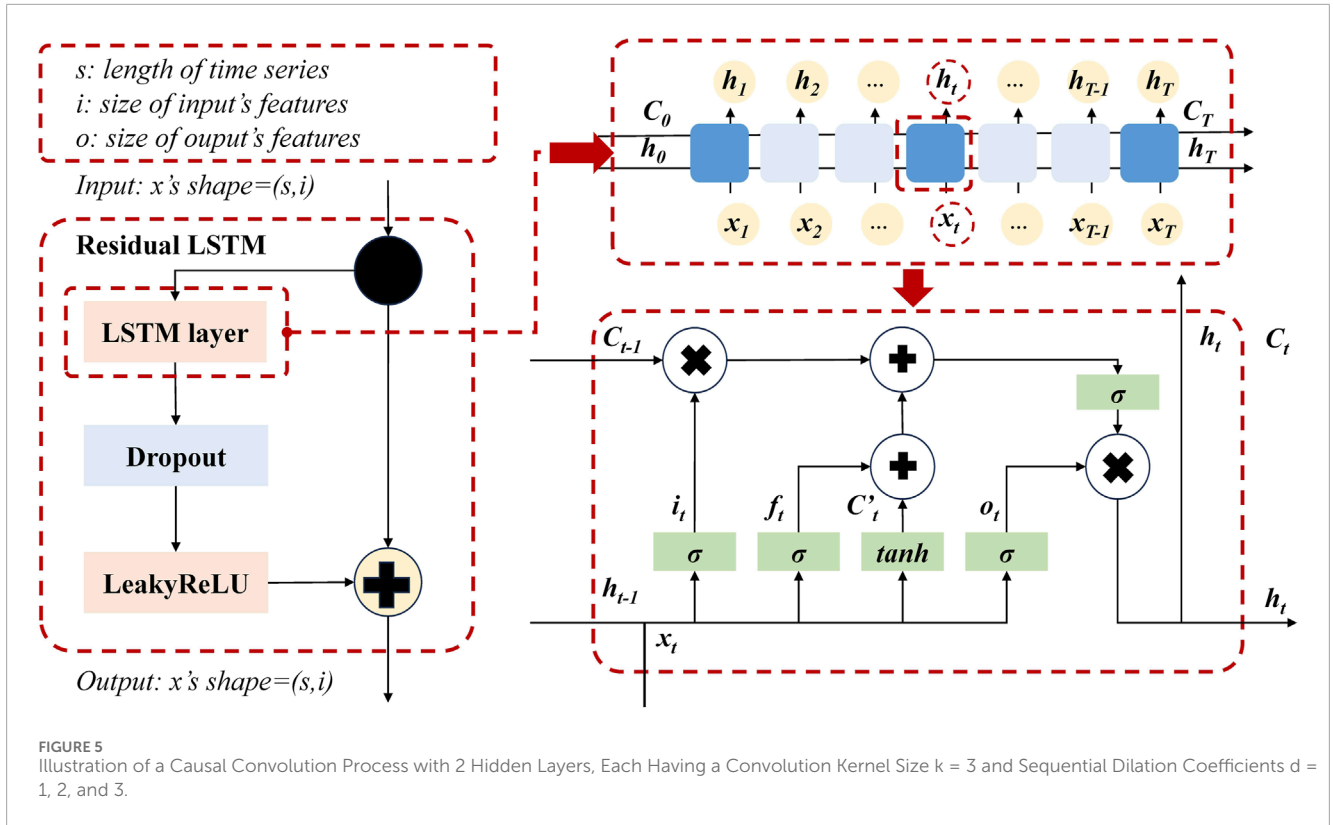 s: length of time series
i: size of input's features
o: size of ouput's features
Input: x's shape=(s,i)
Residual LSTM
LSTM layer
Dropout
LeakyReLU
Output: x's shape=(s,i)
h1 h2 ... ht ... hT-1 hT
C0 CT
h0 hT
x1 x2 ... xt ... xT-1 xT
Ct-1 ht Ct
σ
it ft C't ot
σ σ tanh σ
ht-1 ht
xt
FIGURE 5
Illustration of a Causal Convolution Process with 2 Hidden Layers, Each Having a Convolution Kernel Size k = 3 and Sequential Dilation Coefficients d =
1, 2, and 3.